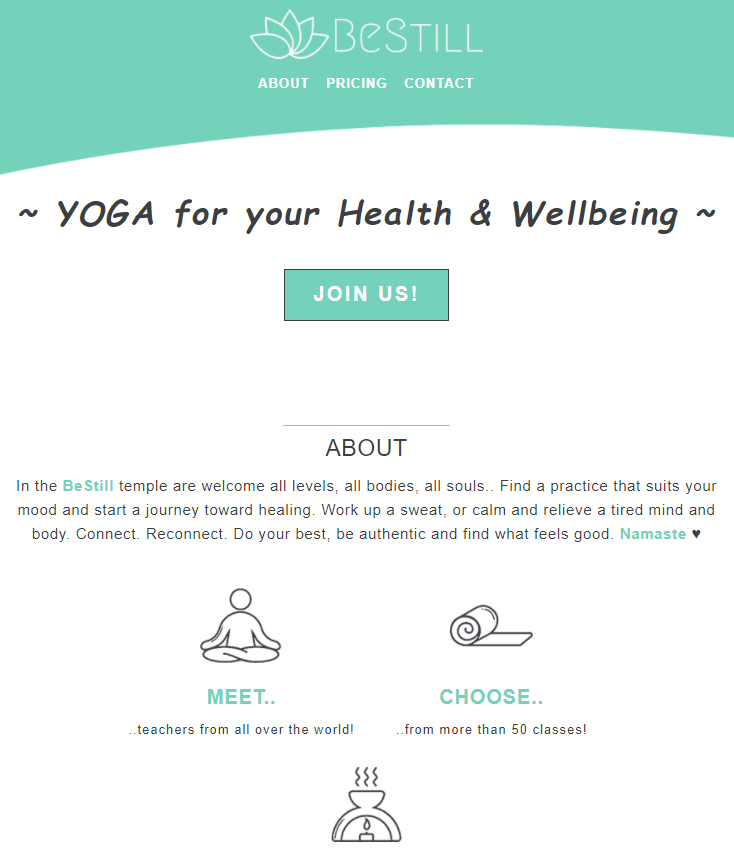 BeStill
ABOUT PRICING CONTACT
~ YOGA for your Health & Wellbeing ~
JOIN US!
ABOUT
In the BeStill temple are welcome all levels, all bodies, all souls.. Find a practice that suits your
mood and start a journey toward healing. Work up a sweat, or calm and relieve a tired mind and
body. Connect. Reconnect. Do your best, be authentic and find what feels good. Namaste ♥
MEET..
..teachers from all over the world!
CHOOSE..
..from more than 50 classes!